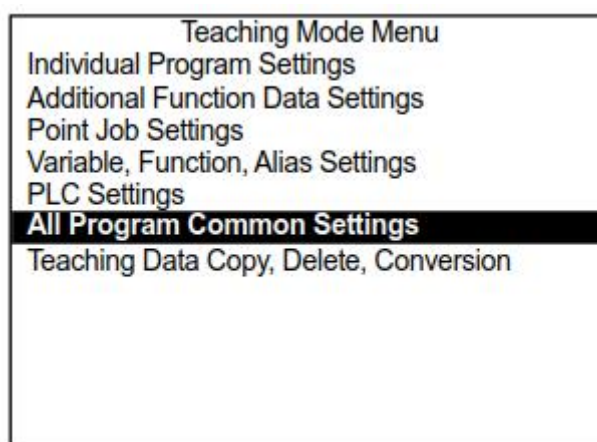 Teaching Mode Menu
Individual Program Settings
Additional Function Data Settings
Point Job Settings
Variable, Function, Alias Settings
PLC Settings
All Program Common Settings
Teaching Data Copy, Delete, Conversion